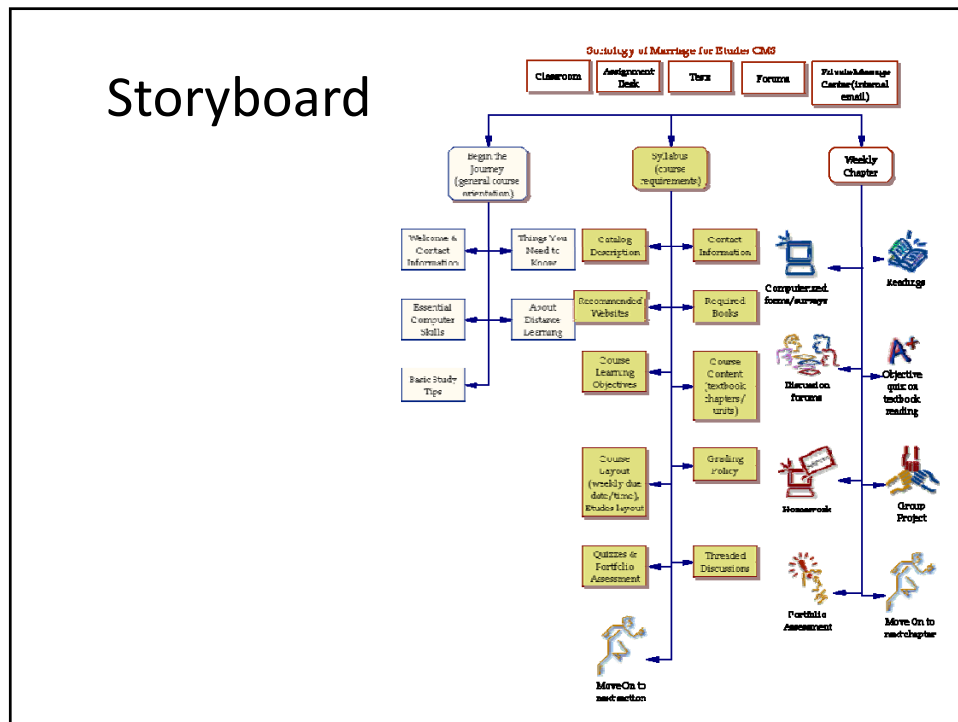 Storyboard
Sociology of Marriage for Etudes CMS
Classroom
Assignment
Desk
Tests
Forums
Private Message
Center (internal
email)
Begin the
Journey
(general course
orientation)
Syllabus
(course
requirements)
Weekly
Chapter
Welcome &
Contact
Information
Things You
Need to
Know
Essential
Computer
Skills
About
Distance
Learning
Basic Study
Tips
Catalog
Description
Contact
Information
Recommended
Websites
Required
Books
Course
Learning
Objectives
Course
Content
(textbook
chapters/
units)
Course
Layout
(weekly due
date/time),
Etudes layout
Grading
Policy
Quizzes &
Portfolio
Assessment
Threaded
Discussions
Move On to
next section
Computerized
forms/surveys
Readings
Discussion
forums
A+
Objective
quiz on
textbook
reading
Homework
Group
Project
Portfolio
Assessment
Move On to
next chapter